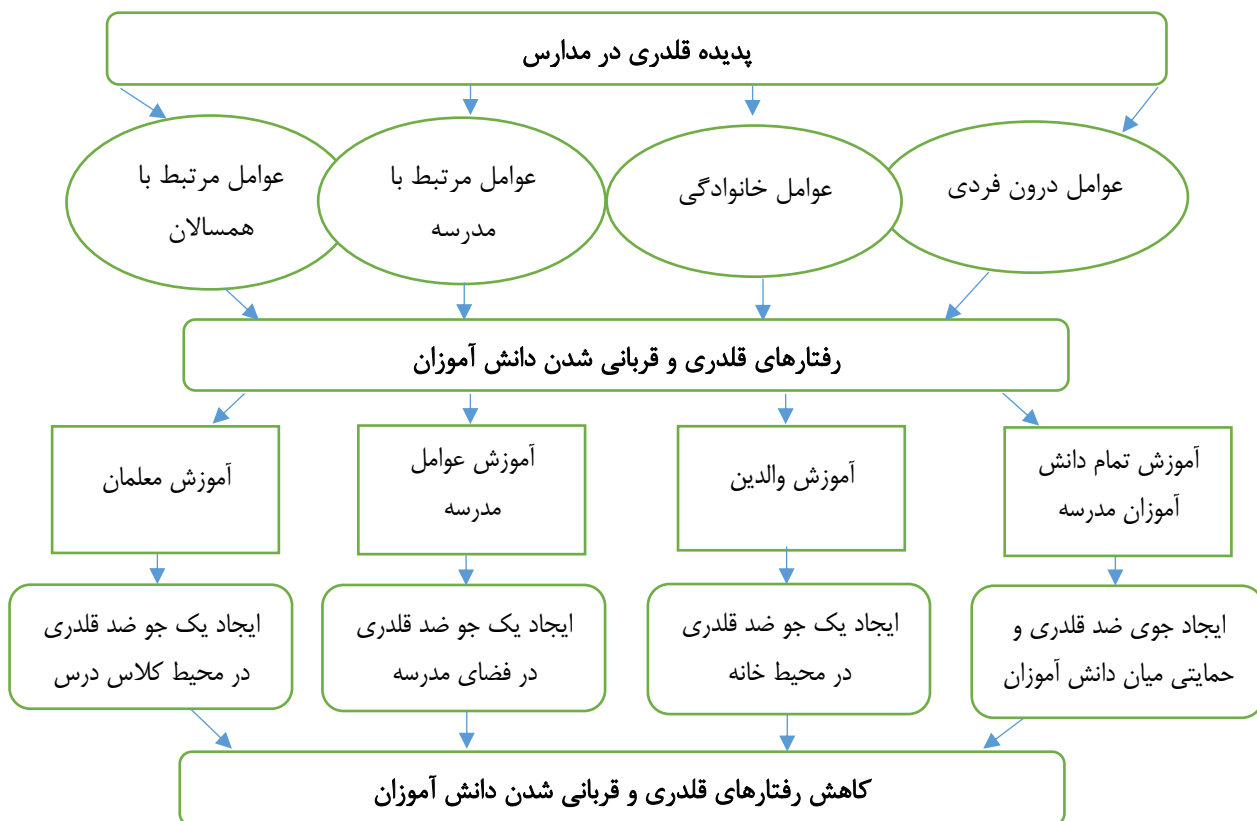 پدیده قلدری در مدارس
عوامل درون فردی
عوامل خانوادگی
عوامل مرتبط با
مدرسه
عوامل مرتبط با
همسالان
رفتارهای قلدری و قربانی شدن دانش آموزان
آموزش تمام دانش
آموزان مدرسه
آموزش والدین
آموزش عوامل
مدرسه
آموزش معلمان
ایجاد جوی ضد قلدری و
حمایتی میان دانش آموزان
ایجاد یک جو ضد قلدری
در محیط خانه
ایجاد یک جو ضد قلدری
در فضای مدرسه
ایجاد یک جو ضد قلدری
در محیط کلاس درس
کاهش رفتارهای قلدری و قربانی شدن دانش آموزان